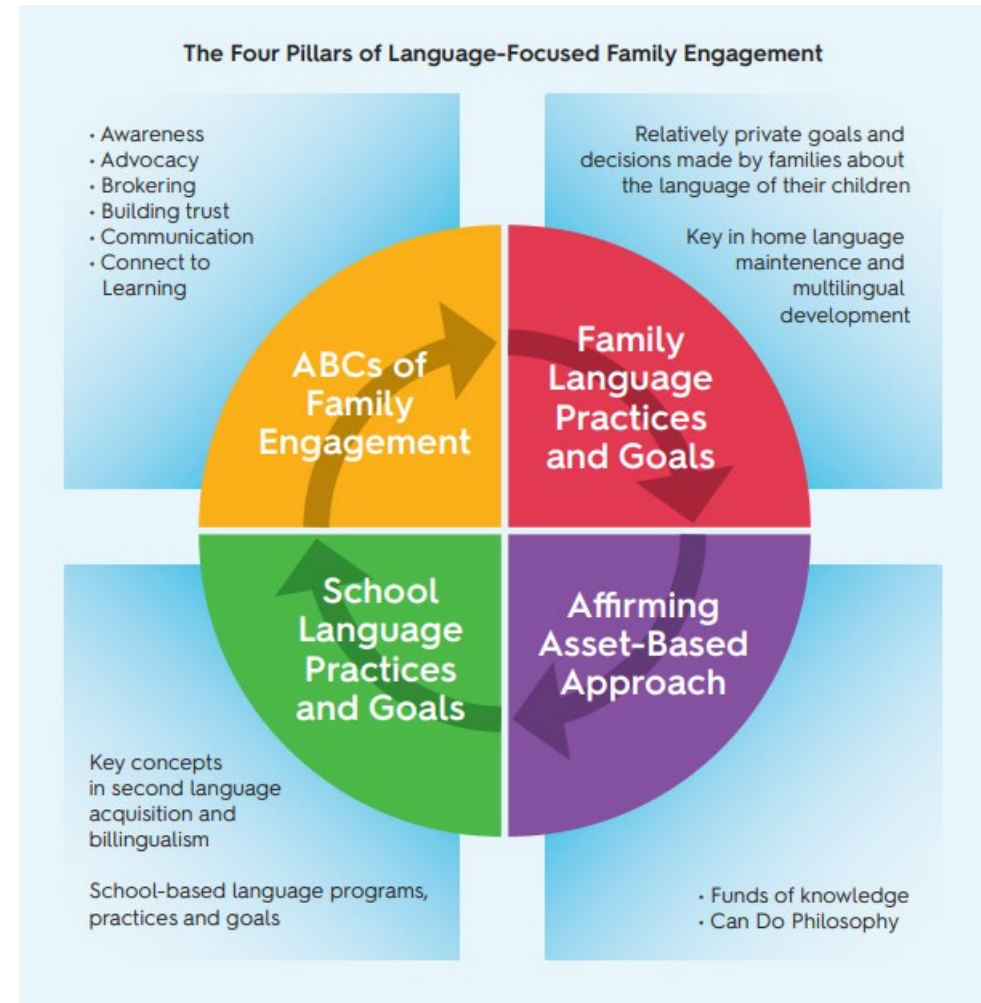 The Four Pillars of Language-Focused Family Engagement
· Awareness
· Advocacy
· Brokering
· Building trust
· Communication
· Connect to
Learning
Relatively private goals and
decisions made by families about
the language of their children
Key in home language
maintenence and
multilingual
development
ABCs of
Family
Engagement
Family
Language
Practices
and Goals
School
Language
Practices
and Goals
Affirming
Asset-Based
Approach
Key concepts
in second language
acquisition and
billingualism
School-based language programs,
practices and goals
· Funds of knowledge
· Can Do Philosophy